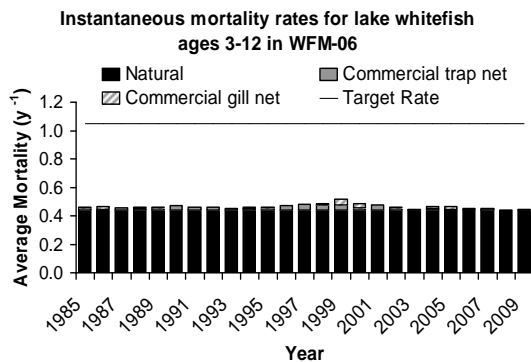 Instantaneous mortality rates for lake whitefish
ages 3-12 in WFM-06
Natural Commercial trap net
Commercial gill net Target Rate
Average Mortality (y⁻¹)
1.2
1.0
0.8
0.6
0.4
0.2
0.0
1985 1987 1989 1991 1993 1995 1997 1999 2001 2003 2005 2007 2009
Year